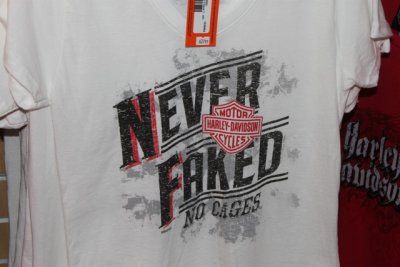 NEVER
MOTOR
HARLEY-DAVIDSON
CYCLES
FAKED
NO CAGES
Harley
Davidson